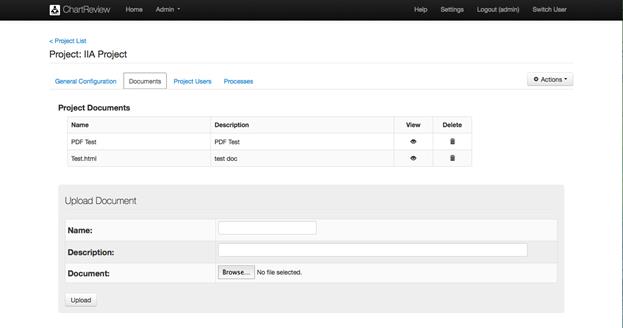 ChartReview Home Admin Help Settings Logout (admin) Switch User
< Project List
Project: IIA Project
General Configuration Documents Project Users Processes Actions
Project Documents
Name Description View Delete
PDF Test PDF Test
Test.html test doc
Upload Document
Name:
Description:
Document: Browse... No file selected.
Upload